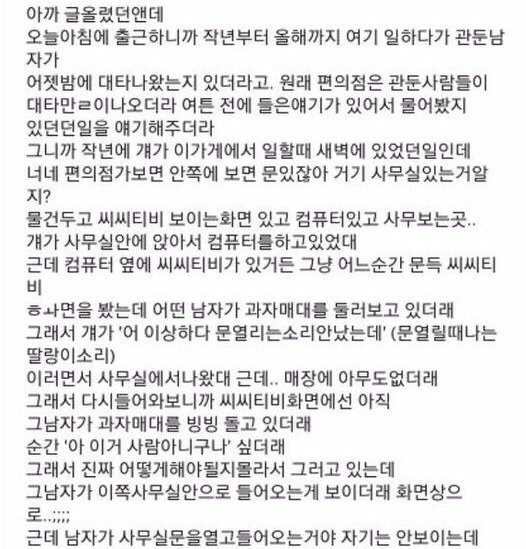 아까 글올렸던앤데
오늘아침에 출근하니까 작년부터 올해까지 여기 일하다가 관둔남
자가
어젯밤에 대타나왔는지 있더라고. 원래 편의점은 관둔사람들이
대타만ㄹ이나오더라 여튼 전에 들은얘기가 있어서 물어봤지
있던던일을 얘기해주더라
그니까 작년에 걔가 이가게에서 일할때 새벽에 있었던일인데
너네 편의점가보면 안쪽에 보면 문있잖아 거기 사무실있는거알
지?
물건두고 씨씨티비 보이는화면 있고 컴퓨터있고 사무보는곳..
걔가 사무실안에 앉아서 컴퓨터를하고있었대
근데 컴퓨터 옆에 씨씨티비가 있거든 그냥 어느순간 문득 씨씨티
비
ㅎㅘ면을 봤는데 어떤 남자가 과자매대를 둘러보고 있더래
그래서 걔가 '어 이상하다 문열리는소리안났는데' (문열릴때나는
딸랑이소리)
이러면서 사무실에서나왔대 근데.. 매장에 아무도없더래
그래서 다시들어와보니까 씨씨티비화면에선 아직
그남자가 과자매대를 빙빙 돌고 있더래
순간 '아 이거 사람아니구나' 싶더래
그래서 진짜 어떻게해야될지몰라서 그러고 있는데
그남자가 이쪽사무실안으로 들어오는게 보이더래 화면상으
로..;;;;
근데 남자가 사무실문을열고들어오는거야 자기는 안보이는데